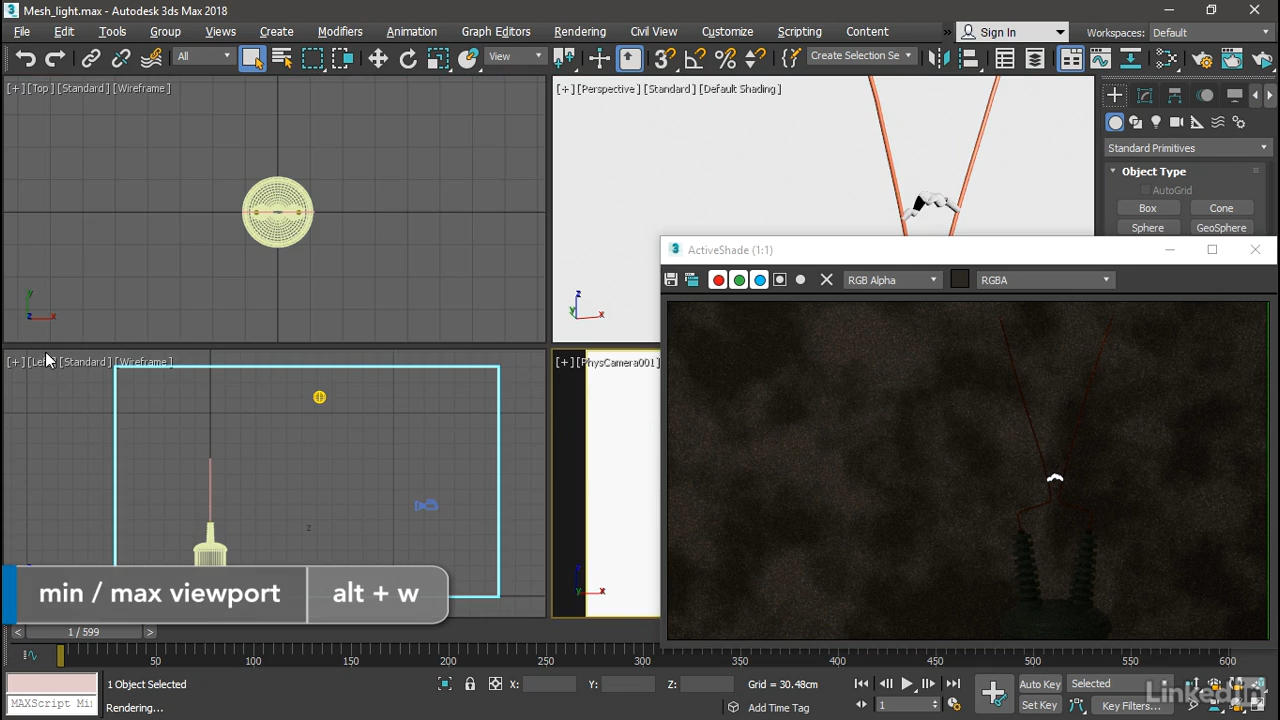 Mesh_light.max - Autodesk 3ds Max 2018
File Edit Tools Group Views Create Modifiers Animation Graph Editors Rendering Civil View Customize Scripting Content » Sign In Workspaces: Default
All View Create Selection Se
[+] [Top] [Standard] [Wireframe]
[+] [Perspective] [Standard] [Default Shading]
Standard Primitives
Object Type
AutoGrid
Box Cone
Sphere GeoSphere
ActiveShade (1:1)
RGB Alpha RGBA
y
z x
z
y x
[+] [Left] [Standard] [Wireframe]
[+] [PhysCamera001]
z
min / max viewport alt + w
y x
< 1 / 599 >
50 100 150 200 250 300 350 400 450 500 550 600
1 Object Selected X: Y: Z: Grid = 30.48cm Auto Key Selected
MAXScript Mi
Rendering... Add Time Tag 1 Set Key Key Filters...
LinkedIn